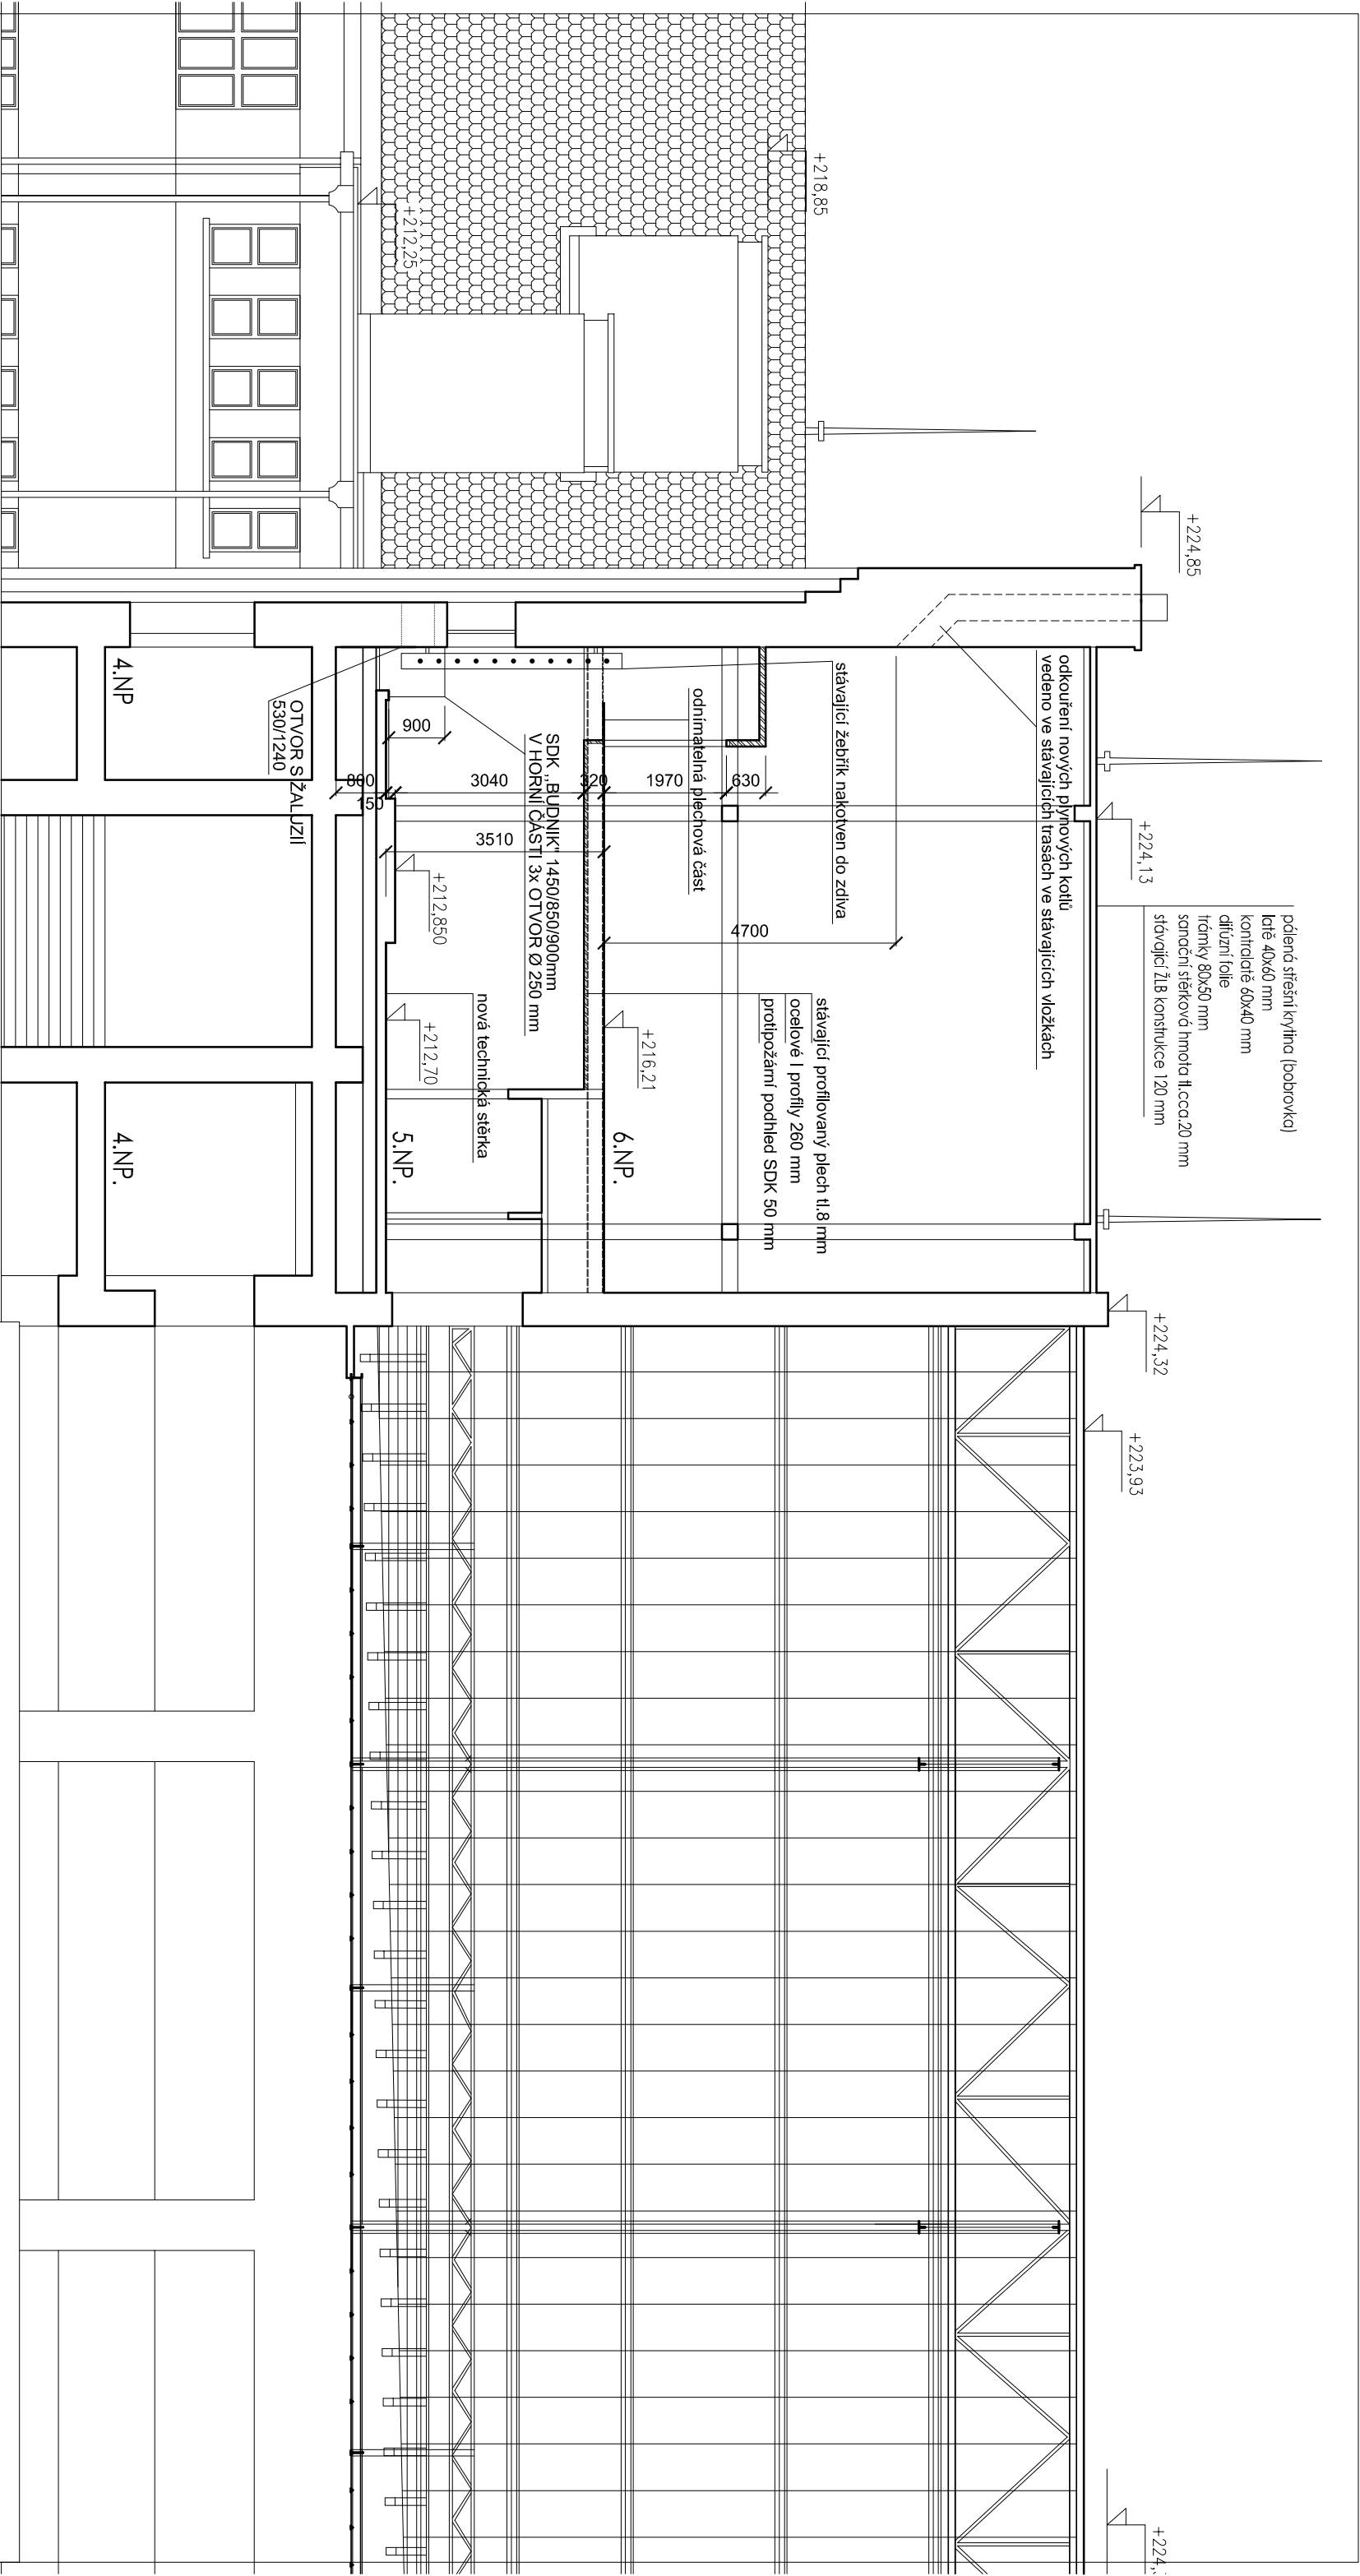 +218,85
+212,25
+224,85
+224,13
+224,32
+223,93
pálená střešní krytina (bobrovka)
latě 40x60 mm
kontralatě 60x40 mm
difúzní folie
trámky 80x50 mm
sanační stěrková hmota tl.cca.20 mm
stávající ŽLB konstrukce 120 mm
odkouření nových plynových kotlů
vedeno ve stávajících trasách ve stávajících vložkách
stávající žebřík nakotven do zdiva
odnímatelná plechová část
630
1970
320
3040
150
800
900
3510
4700
stávající profilovaný plech tl.8 mm
ocelové I profily 260 mm
protipožární podhled SDK 50 mm
+216,21
6.NP.
SDK „BUDNIK" 1450/850/900mm
V HORNÍ ČÁSTI 3x OTVOR Ø 250 mm
nová technická stěrka
+212,850
+212,70
5.NP.
OTVOR S ŽALUZIÍ
530/1240
4.NP
4.NP.